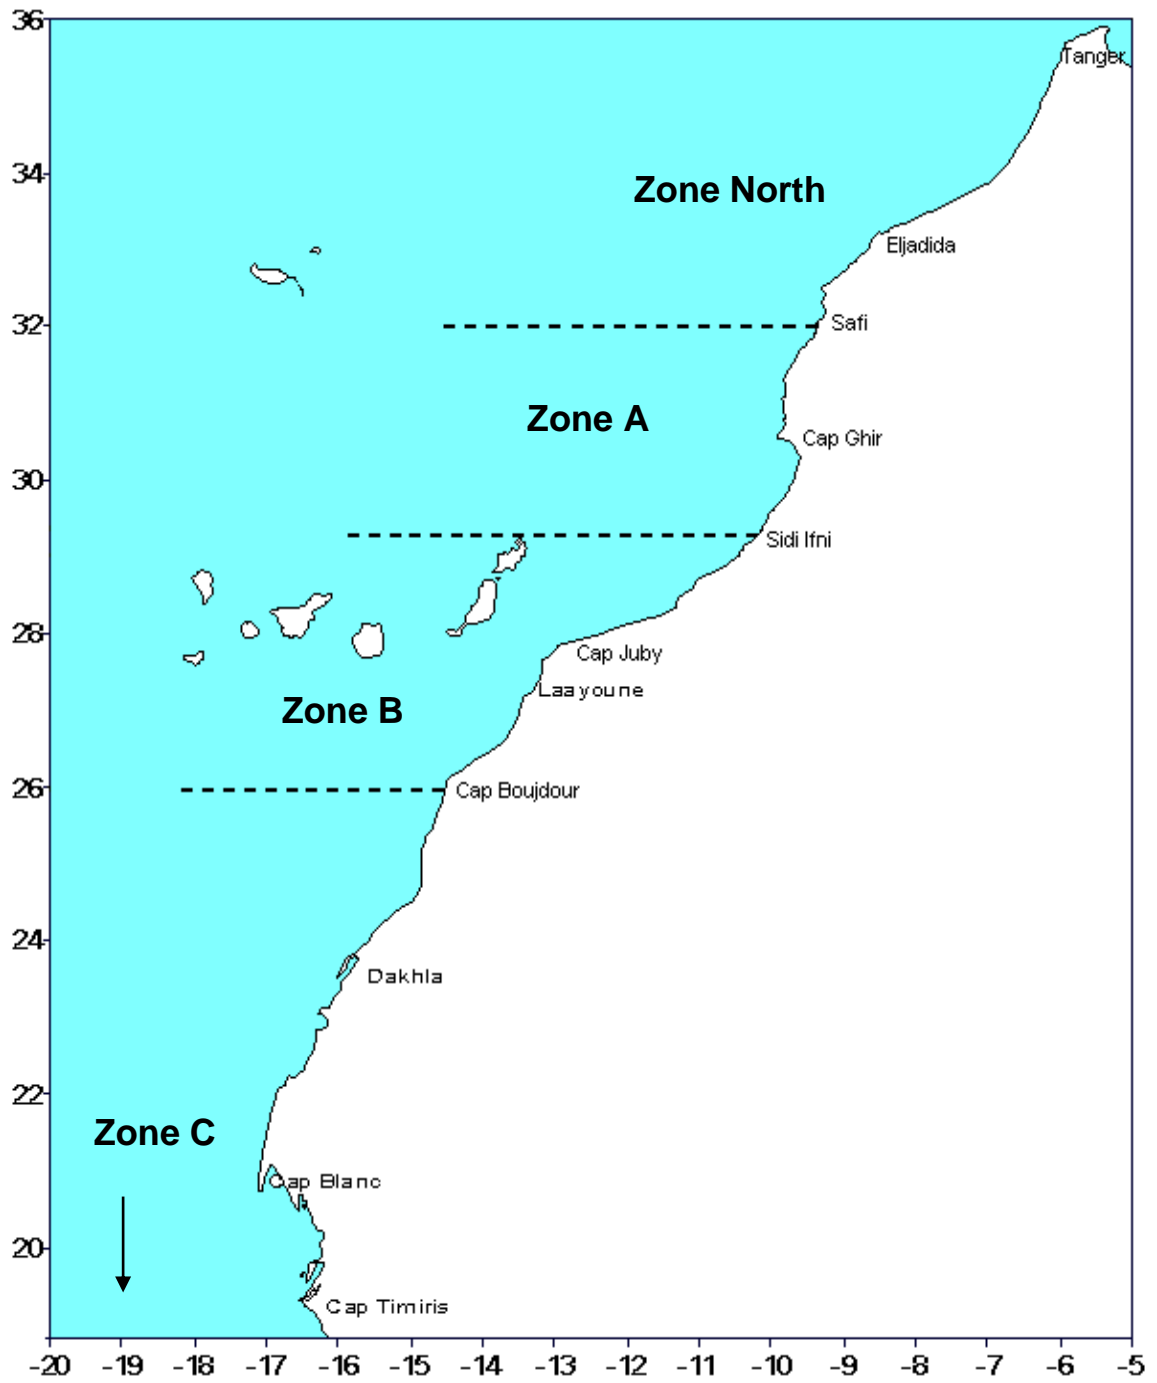 36
Tanger
34
Zone North
Eljadida
32
Safi
Zone A
Cap Ghir
30
Sidi Ifni
28
Cap Juby
Laayoune
Zone B
26
Cap Boujdour
24
Dakhla
22
Zone C
Cap Blanc
20
Cap Timiris
-20 -19 -18 -17 -16 -15 -14 -13 -12 -11 -10 -9 -8 -7 -6 -5